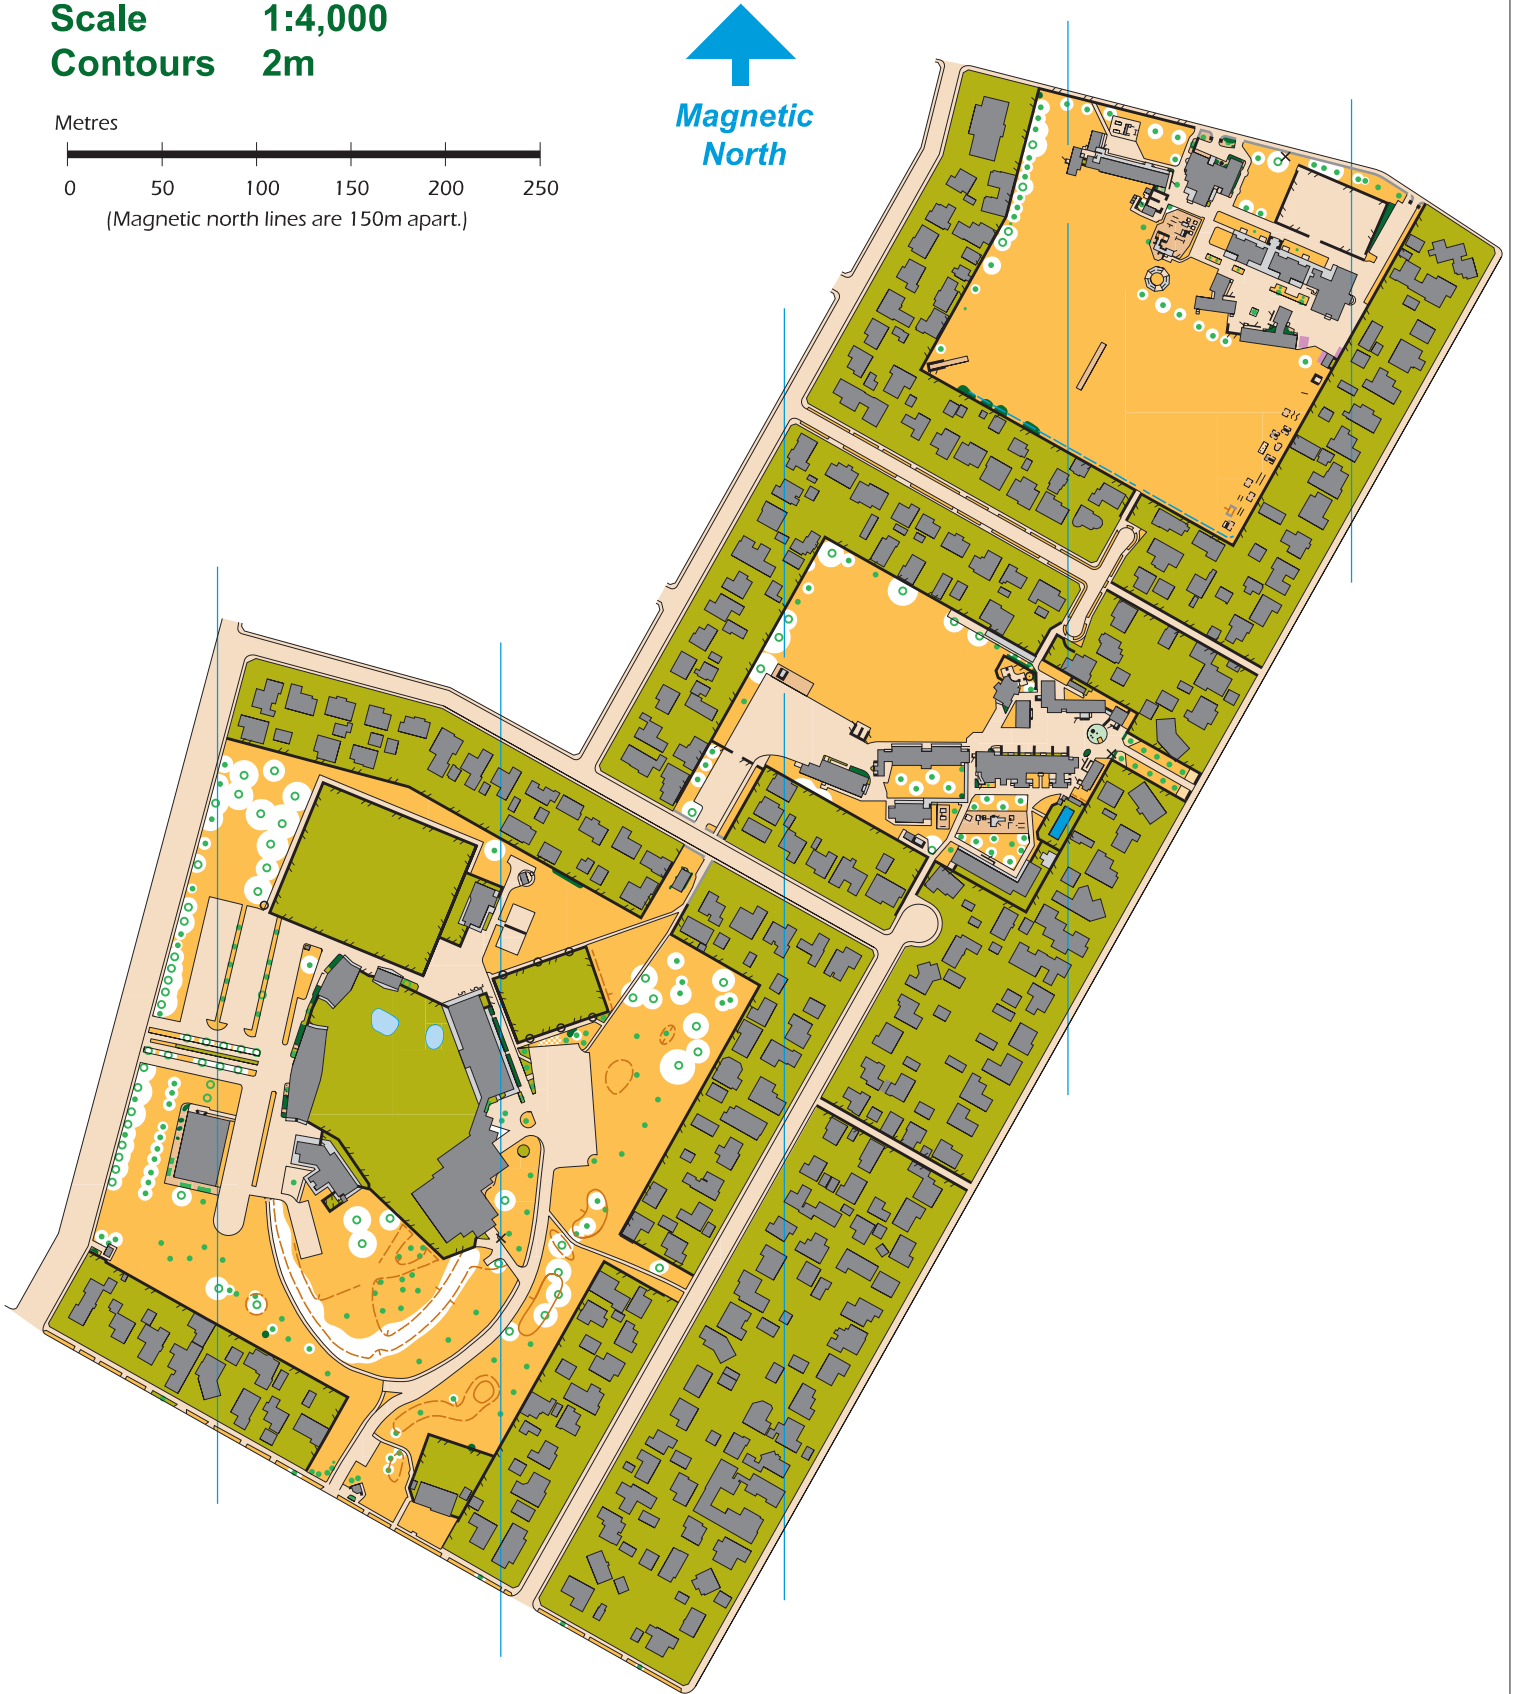 Scale 1:4,000
Contours 2m
Magnetic
North
Metres
0 50 100 150 200 250
(Magnetic north lines are 150m apart.)